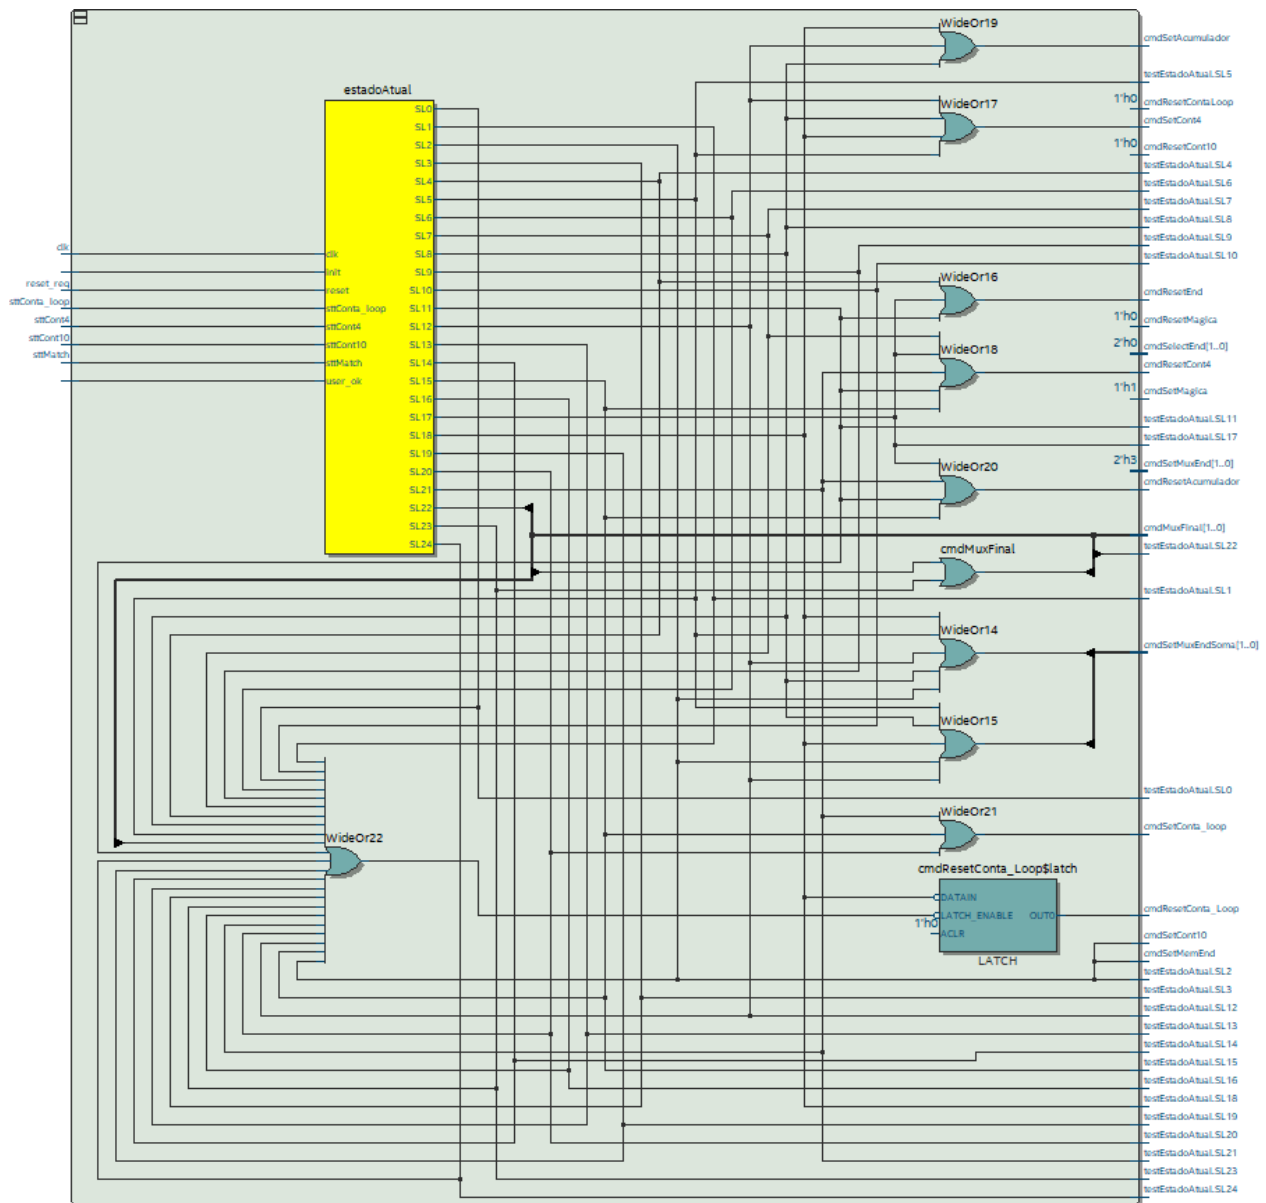 WideOr19
cmdSetAcumulador
testEstadoAtual.SL5
estadoAtual
1'h0
cmdResetContaLoop
SL0
WideOr17
cmdSetCont4
SL1
SL2
1'h0
cmdResetCont10
SL3
testEstadoAtual.SL4
SL4
testEstadoAtual.SL6
SL5
testEstadoAtual.SL7
SL6
testEstadoAtual.SL8
SL7
testEstadoAtual.SL9
clk
clk
SL8
testEstadoAtual.SL10
init
SL9
WideOr16
reset_req
reset
SL10
cmdResetEnd
sttConta_loop
sttConta_loop
SL11
1'h0
cmdResetMagica
sttCont4
sttCont4
SL12
sttCont10
sttCont10
SL13
WideOr18
2'h0
cmdSelectEnd[1..0]
sttMatch
sttMatch
SL14
cmdResetCont4
user_ok
SL15
1'h1
cmdSetMagica
SL16
SL17
testEstadoAtual.SL11
SL18
testEstadoAtual.SL17
SL19
WideOr20
2'h3
cmdSetMuxEnd[1..0]
SL20
cmdResetAcumulador
SL21
SL22
SL23
cmdMuxFinal[1..0]
SL24
cmdMuxFinal
testEstadoAtual.SL22
testEstadoAtual.SL1
WideOr14
cmdSetMuxEndSoma[1..0]
WideOr15
testEstadoAtual.SL0
WideOr21
cmdSetConta_loop
WideOr22
cmdResetConta_Loop$latch
DATAIN
LATCH_ENABLE
OUT0
cmdResetConta_Loop
1'h0
ACLR
LATCH
cmdSetCont10
cmdSetMemEnd
testEstadoAtual.SL2
testEstadoAtual.SL3
testEstadoAtual.SL12
testEstadoAtual.SL13
testEstadoAtual.SL14
testEstadoAtual.SL15
testEstadoAtual.SL16
testEstadoAtual.SL18
testEstadoAtual.SL19
testEstadoAtual.SL20
testEstadoAtual.SL21
testEstadoAtual.SL23
testEstadoAtual.SL24